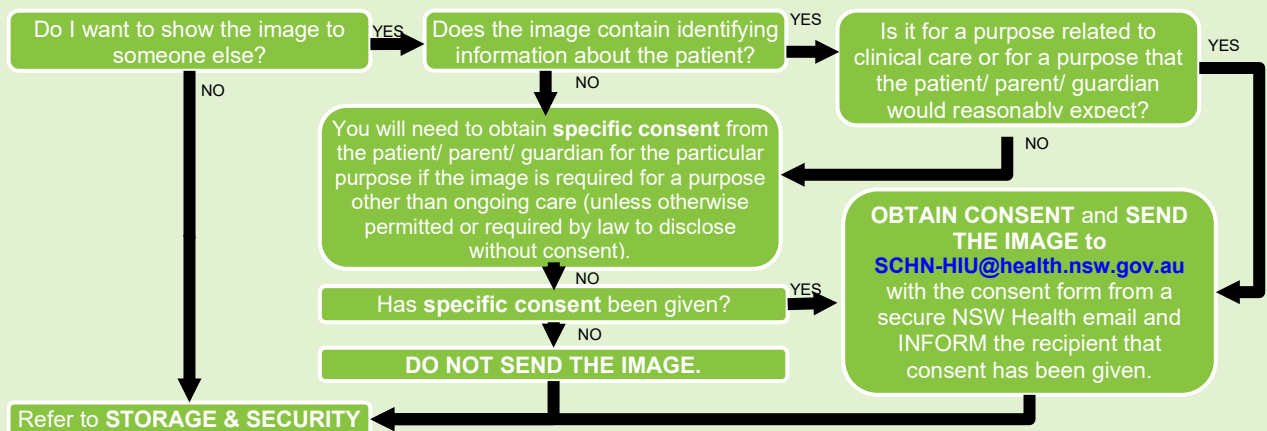 Do I want to show the image to
someone else?
YES
Does the image contain identifying
information about the patient?
YES
Is it for a purpose related to
clinical care or for a purpose that
the patient/ parent/ guardian
would reasonably expect?
YES
NO
NO
NO
You will need to obtain specific consent from
the patient/ parent/ guardian for the particular
purpose if the image is required for a purpose
other than ongoing care (unless otherwise
permitted or required by law to disclose
without consent).
NO
Has specific consent been given?
YES
NO
DO NOT SEND THE IMAGE.
OBTAIN CONSENT and SEND
THE IMAGE to
SCHN-HIU@health.nsw.gov.au
with the consent form from a
secure NSW Health email and
INFORM the recipient that
consent has been given.
Refer to STORAGE & SECURITY